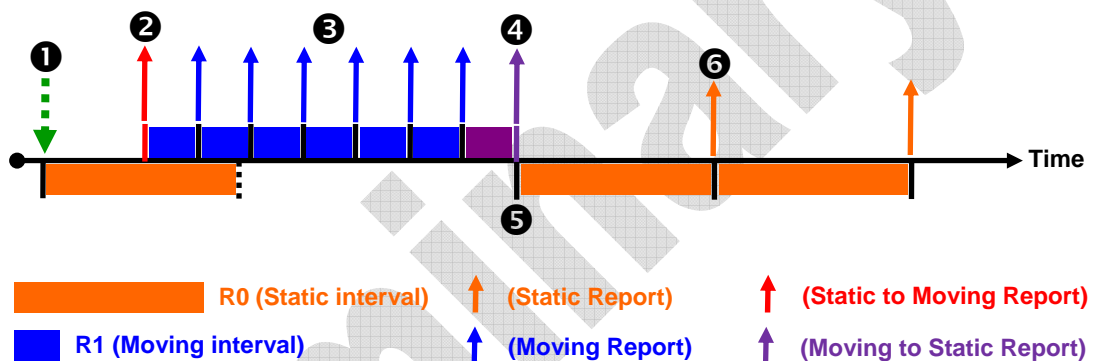 ❶ ❷ ❸ ❹ ❻
Time
❺
R0 (Static interval) (Static Report) (Static to Moving Report)
R1 (Moving interval) (Moving Report) (Moving to Static Report)